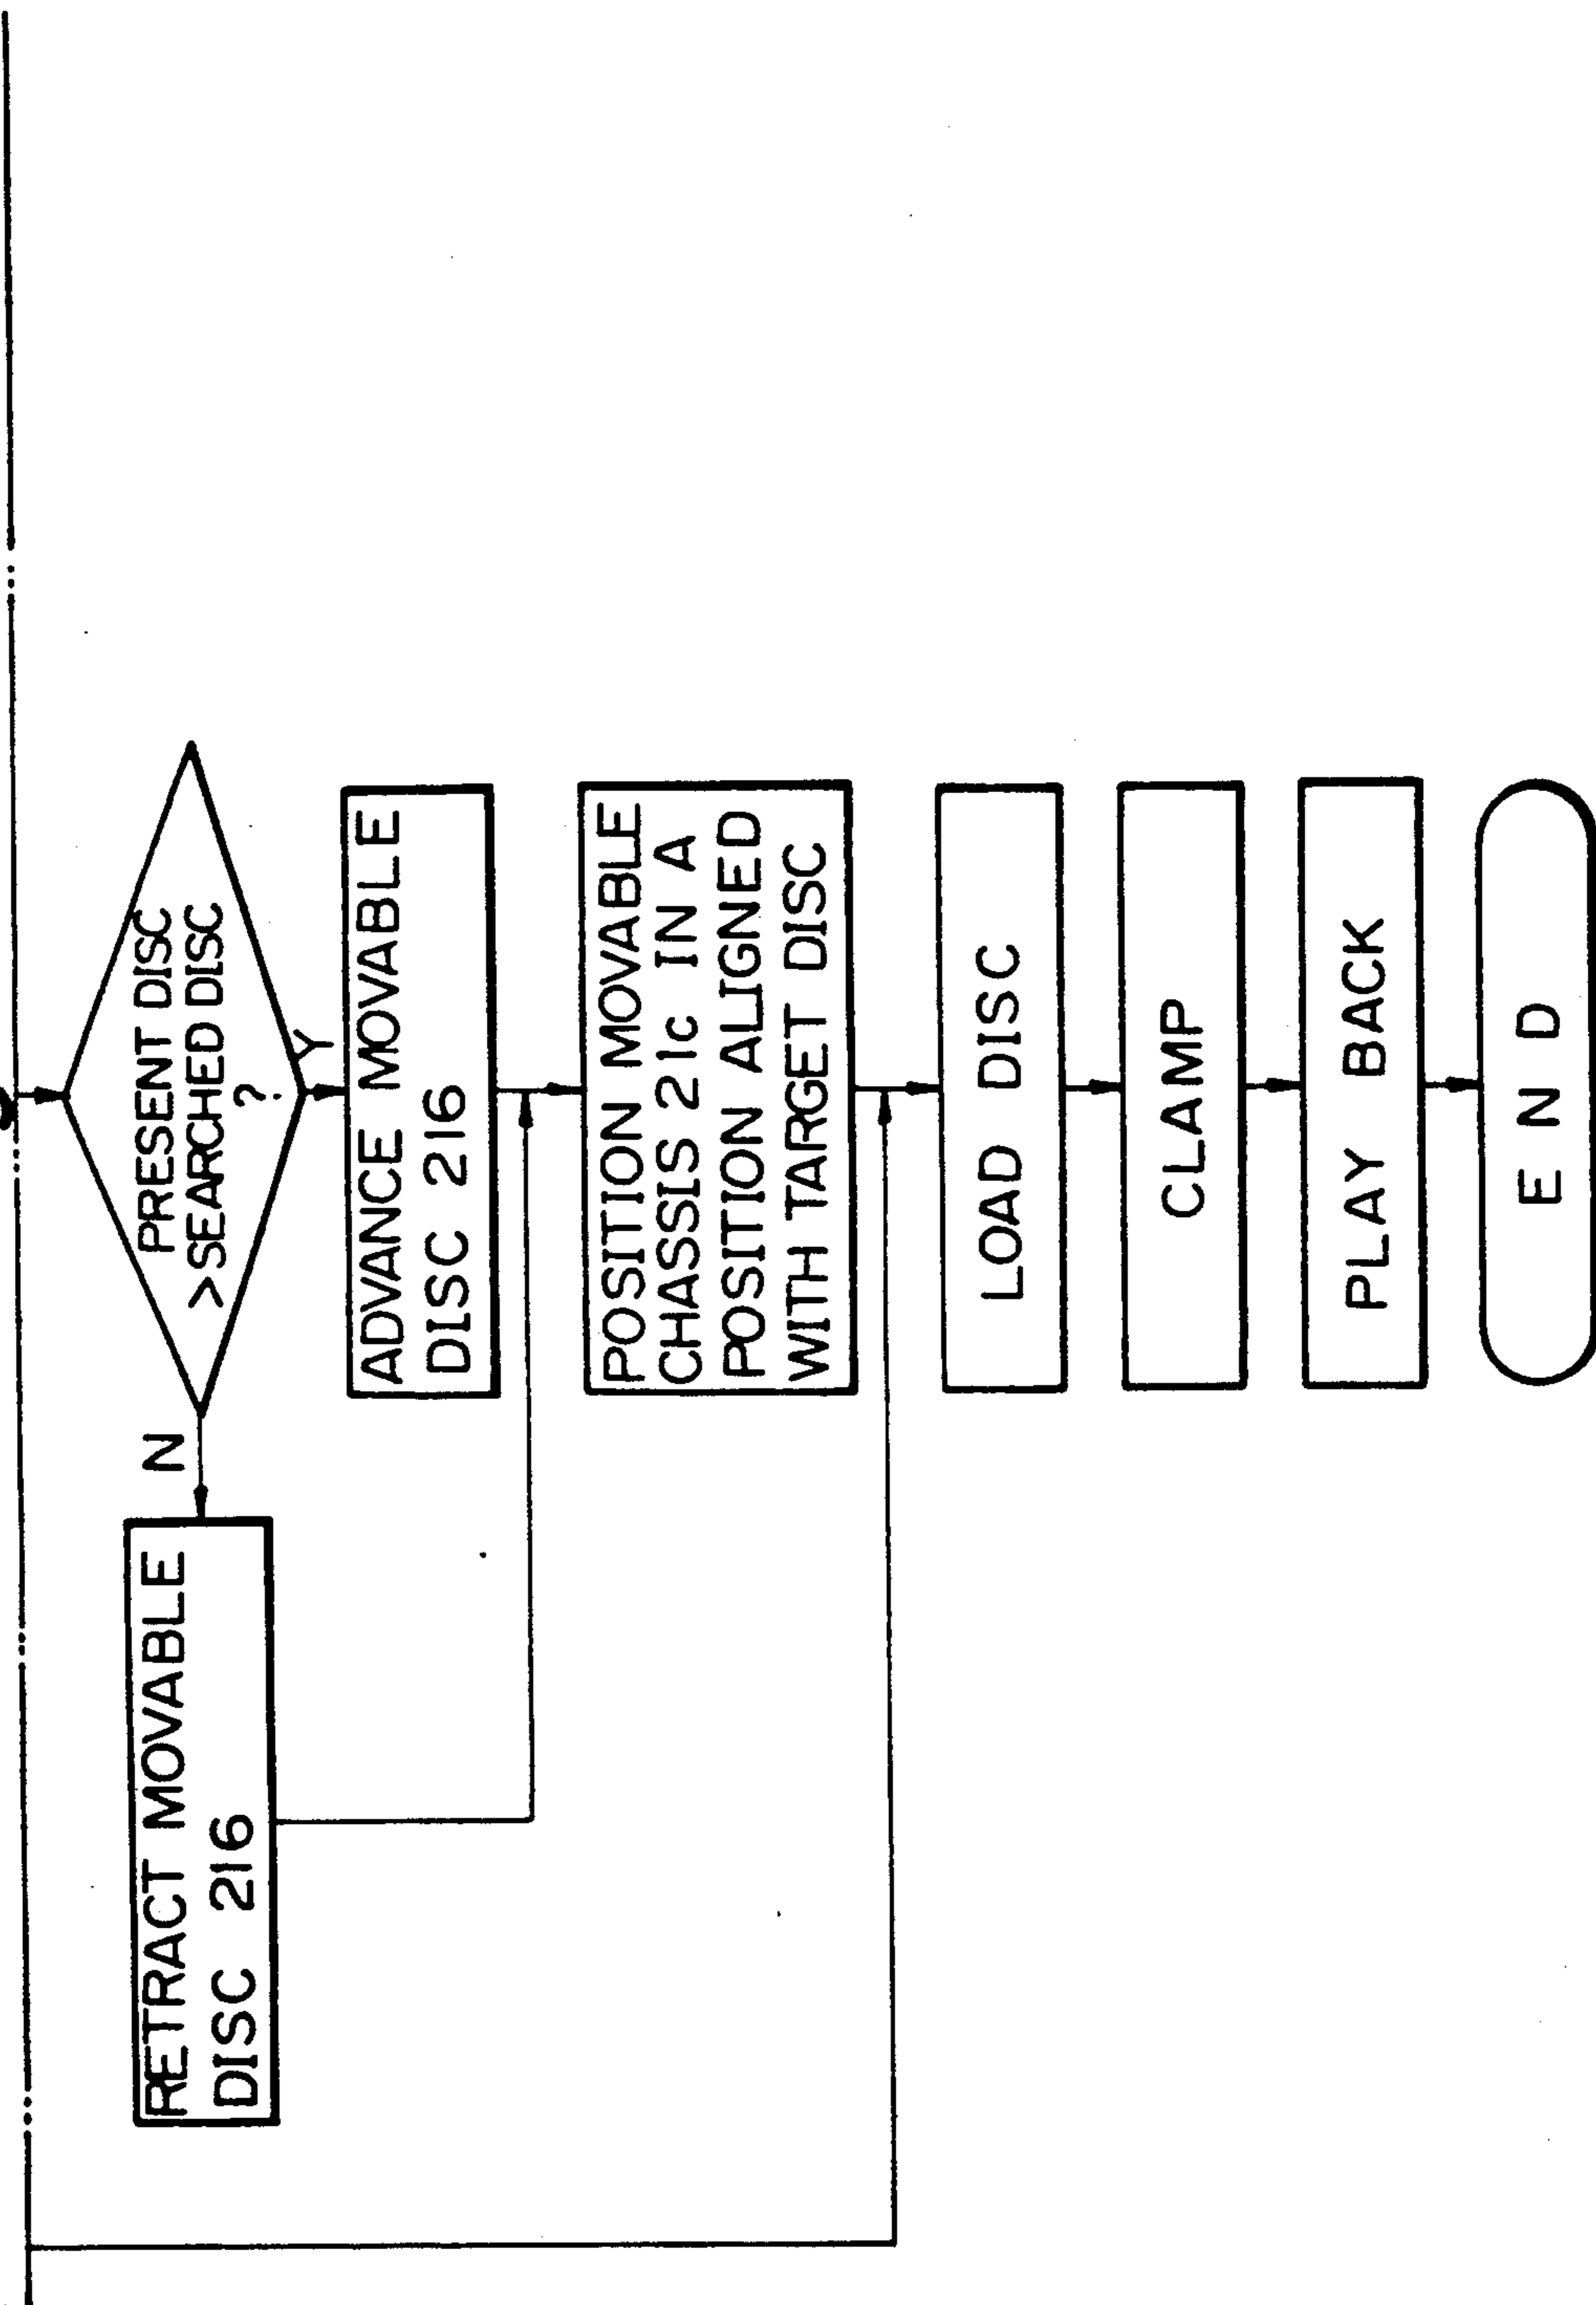 PRESENT DISC
>SEARCHED DISC
?
N
Y
RETRACT MOVABLE
DISC 216
ADVANCE MOVABLE
DISC 216
POSITION MOVABLE
CHASSIS 21c IN A
POSITION ALIGNED
WITH TARGET DISC
LOAD DISC
CLAMP
PLAY BACK
END